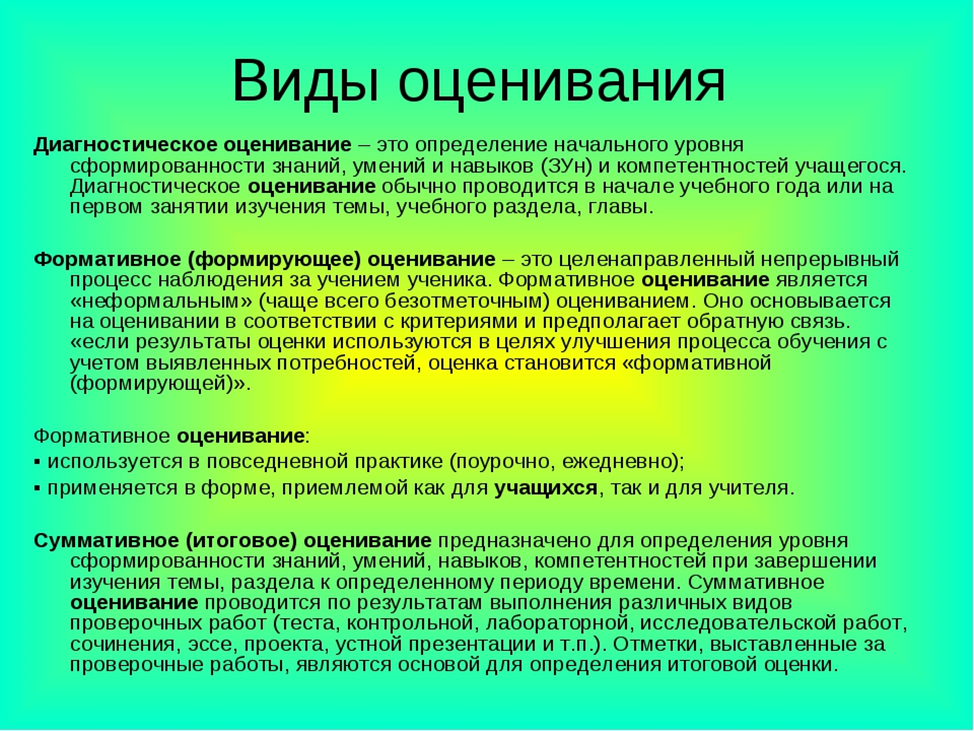 Виды оценивания
Диагностическое оценивание – это определение начального уровня
сформированности знаний, умений и навыков (ЗУн) и компетентностей учащегося.
Диагностическое оценивание обычно проводится в начале учебного года или на
первом занятии изучения темы, учебного раздела, главы.
Формативное (формирующее) оценивание – это целенаправленный непрерывный
процесс наблюдения за учением ученика. Формативное оценивание является
«неформальным» (чаще всего безотметочным) оцениванием. Оно основывается
на оценивании в соответствии с критериями и предполагает обратную связь.
«если результаты оценки используются в целях улучшения процесса обучения с
учетом выявленных потребностей, оценка становится «формативной
(формирующей)».
Формативное оценивание:
▪ используется в повседневной практике (поурочно, ежедневно);
▪ применяется в форме, приемлемой как для учащихся, так и для учителя.
Суммативное (итоговое) оценивание предназначено для определения уровня
сформированности знаний, умений, навыков, компетентностей при завершении
изучения темы, раздела к определенному периоду времени. Суммативное
оценивание проводится по результатам выполнения различных видов
проверочных работ (теста, контрольной, лабораторной, исследовательской работ,
сочинения, эссе, проекта, устной презентации и т.п.). Отметки, выставленные за
проверочные работы, являются основой для определения итоговой оценки.